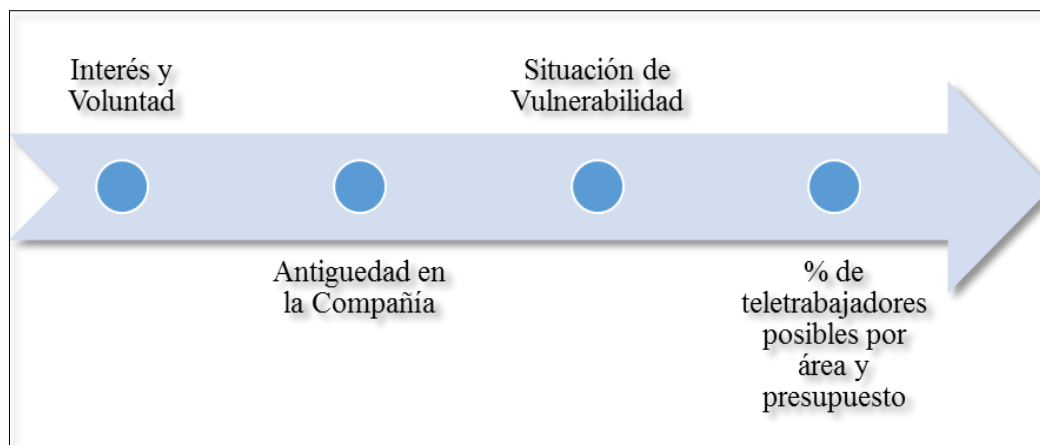 Interés y
Voluntad
Antiguedad en
la Compañía
Situación de
Vulnerabilidad
% de
teletrabajadores
posibles por
área y
presupuesto